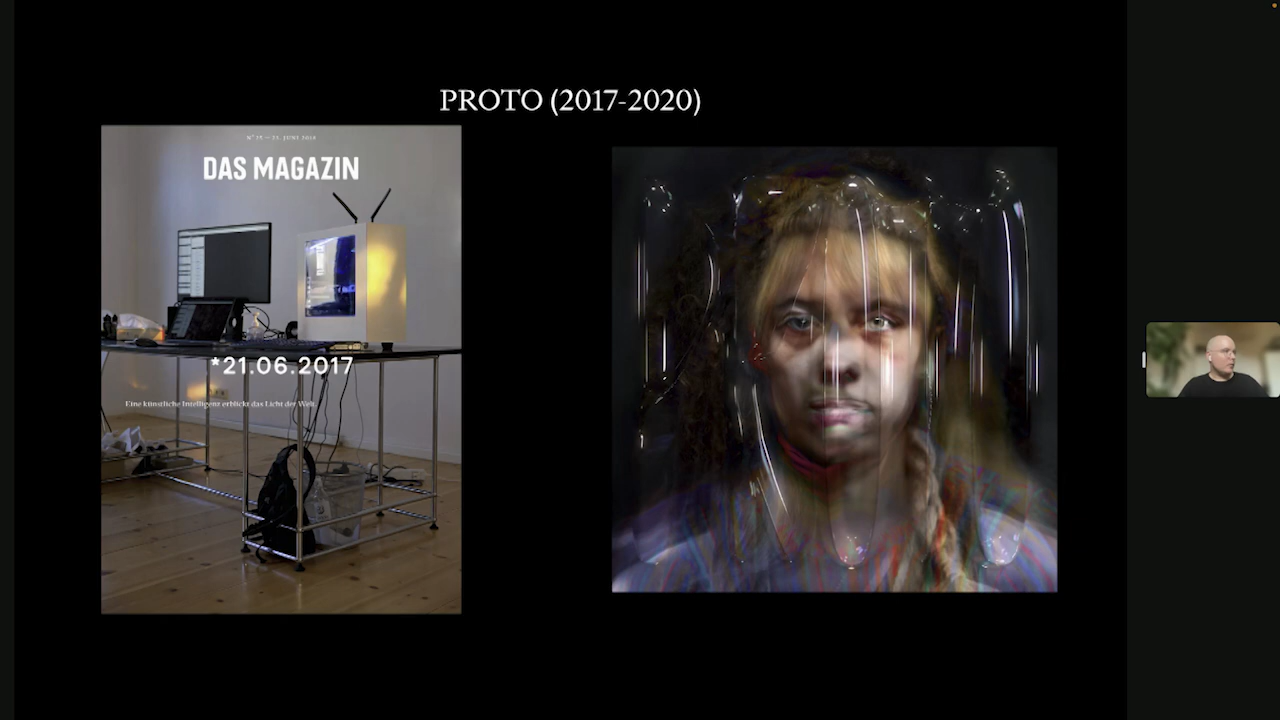 PROTO (2017-2020)
DAS MAGAZIN
*21.06.2017
Eine künstliche Intelligenz erblickt das Licht der Welt.